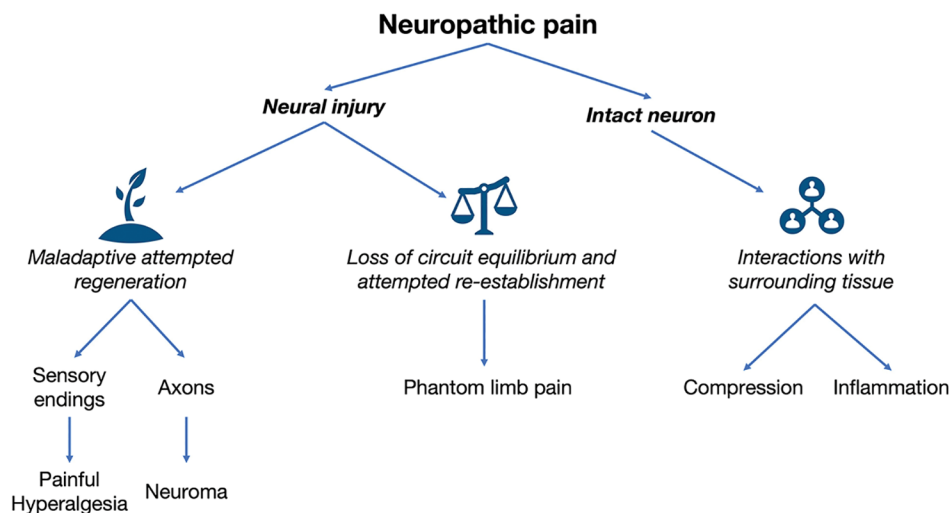 Neuropathic pain
Neural injury
Intact neuron
Maladaptive attempted
regeneration
Loss of circuit equilibrium and
attempted re-establishment
Interactions with
surrounding tissue
Sensory
endings
Axons
Phantom limb pain
Compression
Inflammation
Painful
Hyperalgesia
Neuroma